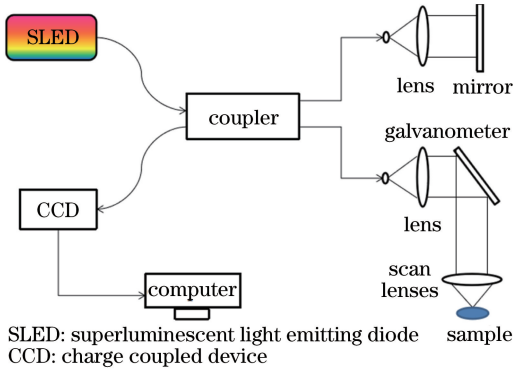 SLED
coupler
lens mirror
galvanometer
CCD
lens
computer
scan
lenses
SLED: superluminescent light emitting diode sample
CCD: charge coupled device